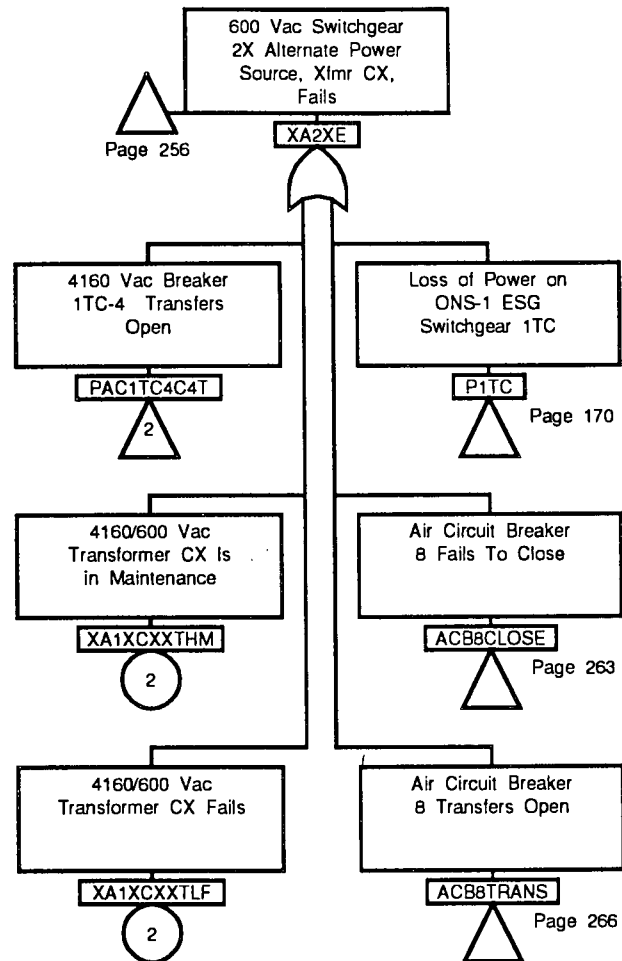 600 Vac Switchgear
2X Alternate Power
Source, Xfmr CX,
Fails
Page 256
XA2XE
4160 Vac Breaker
1TC-4 Transfers
Open
PAC1TC4C4T
2
Loss of Power on
ONS-1 ESG
Switchgear 1TC
P1TC
Page 170
4160/600 Vac
Transformer CX Is
in Maintenance
XA1XCXXTHM
2
Air Circuit Breaker
8 Fails To Close
ACB8CLOSE
Page 263
4160/600 Vac
Transformer CX Fails
XA1XCXXTLF
2
Air Circuit Breaker
8 Transfers Open
ACB8TRANS
Page 266